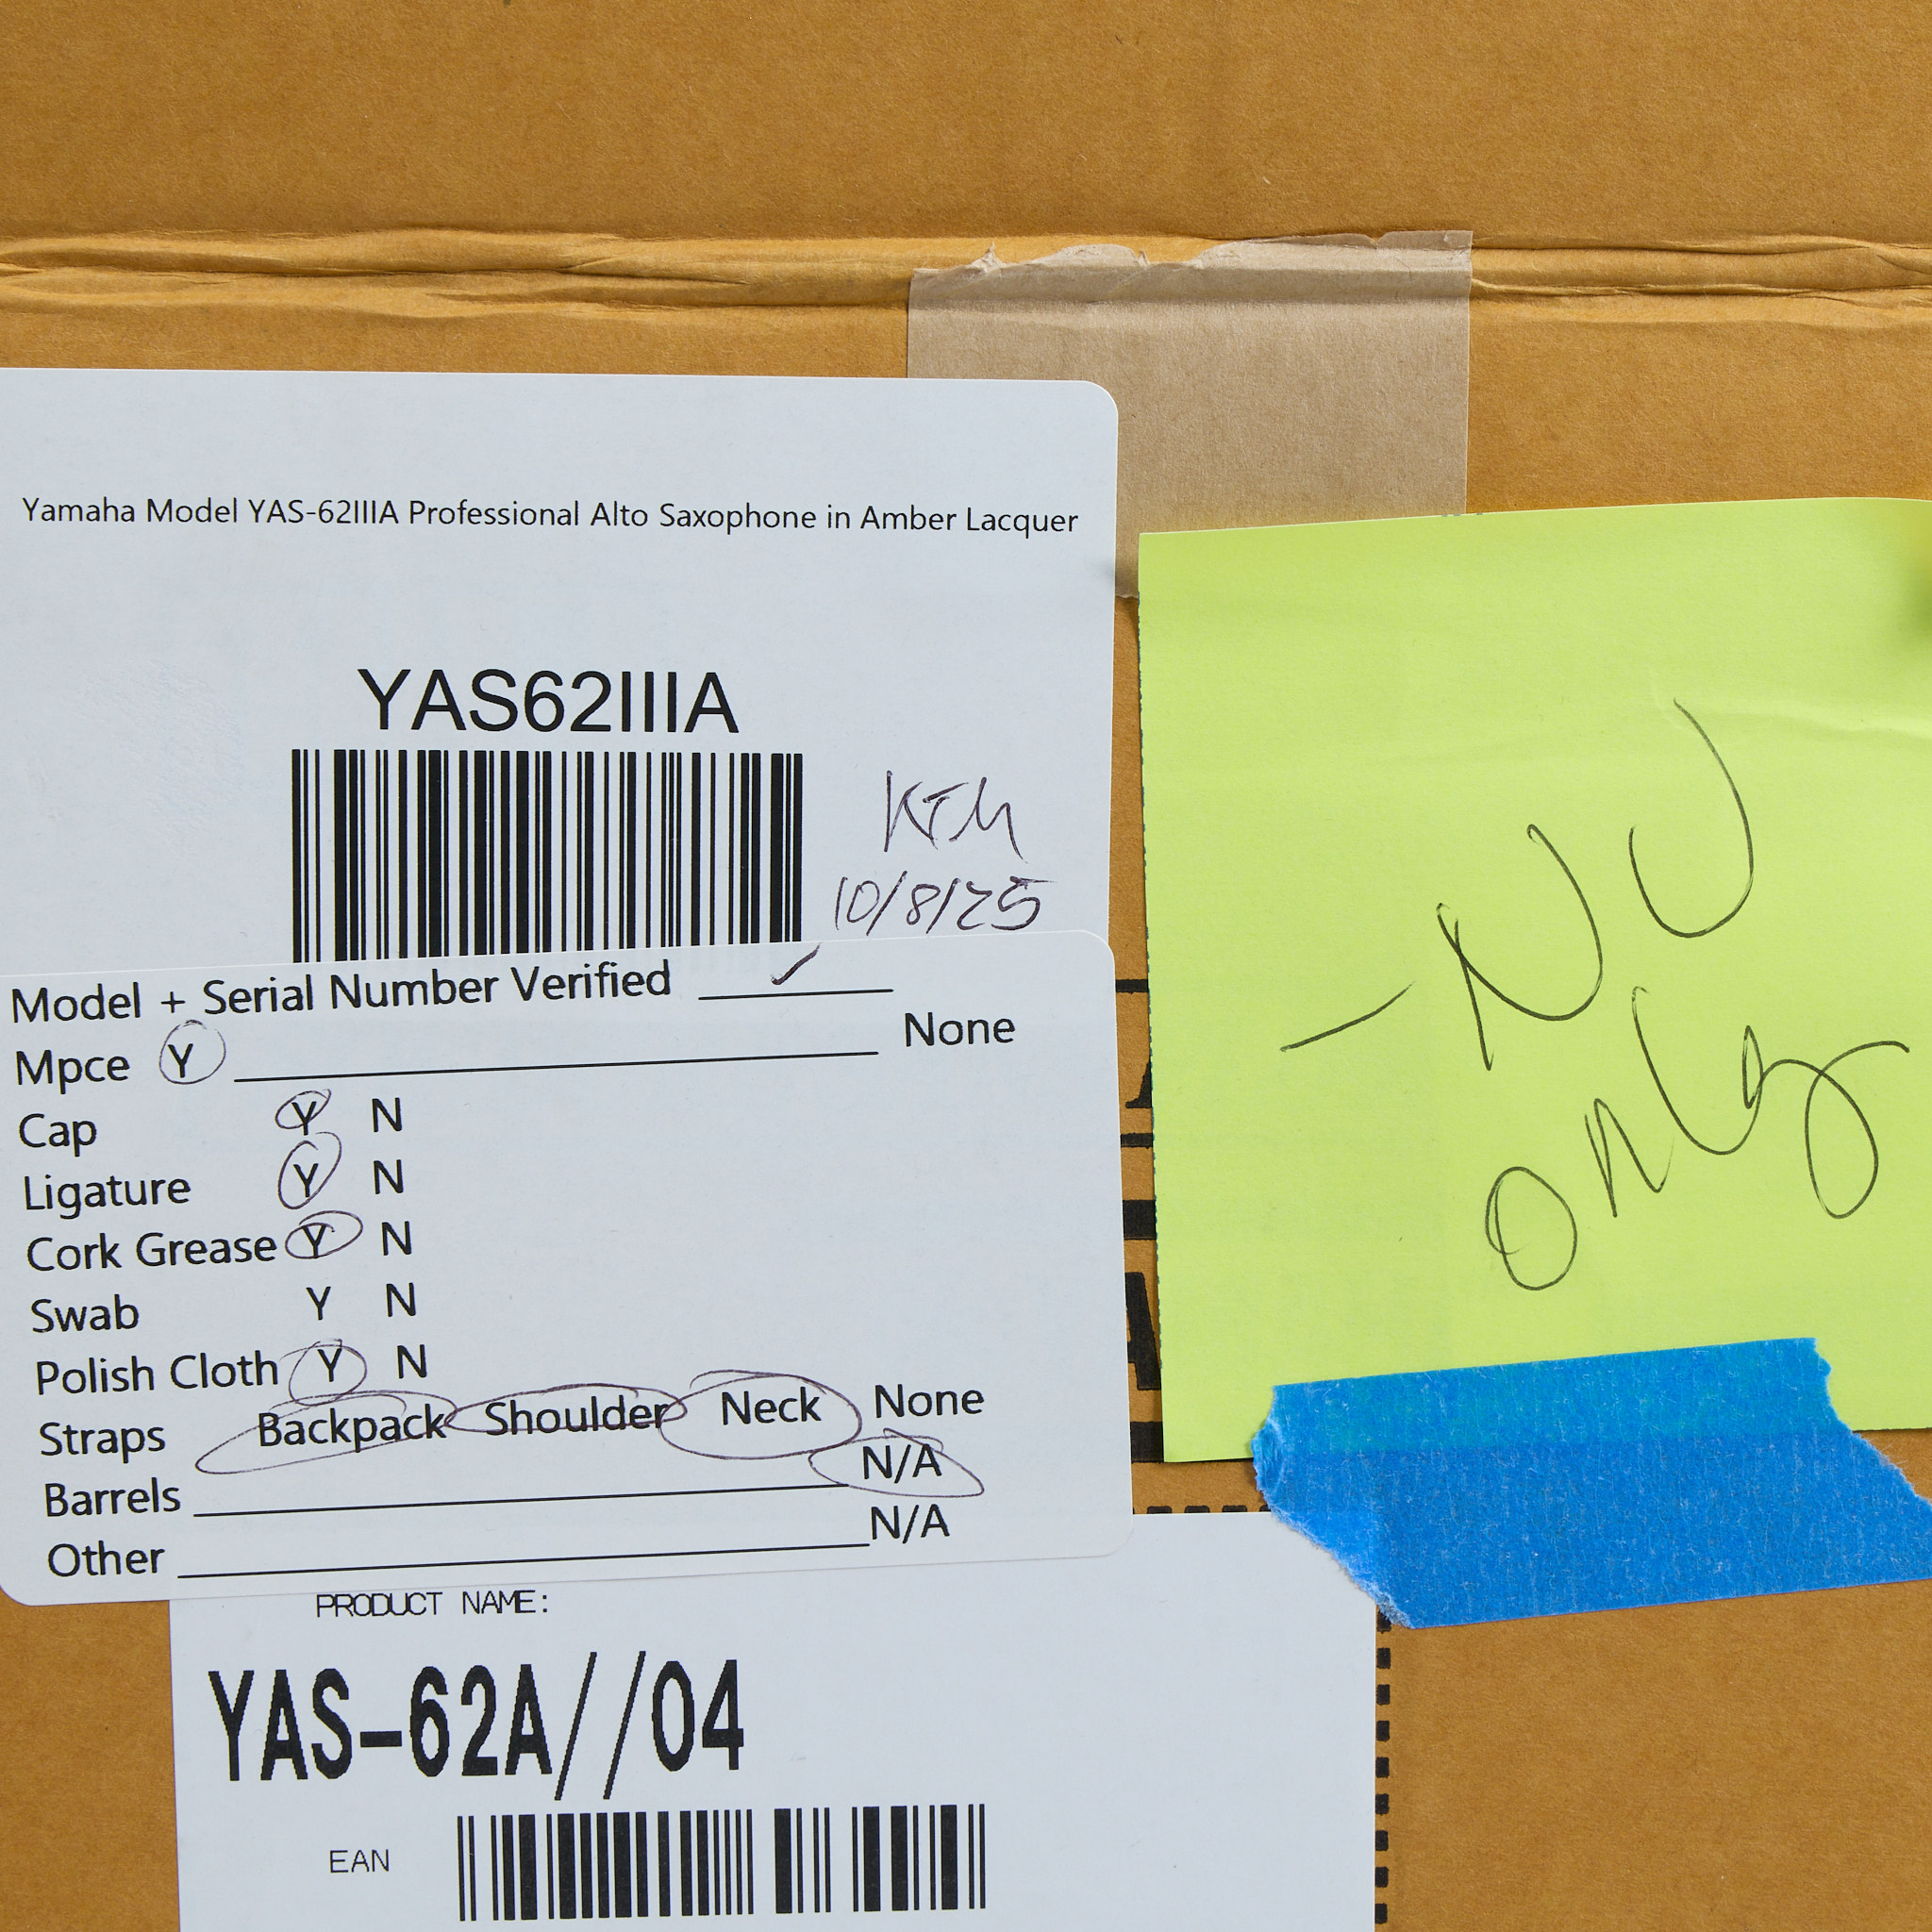 Yamaha Model YAS-62IIIA Professional Alto Saxophone in Amber Lacquer
YAS62IIIA
KTM
10/8/25
Model + Serial Number Verified ✓
Mpce Y None
Cap Y N
Ligature Y N
Cork Grease Y N
Swab Y N
Polish Cloth Y N
Straps Backpack Shoulder Neck None
Barrels N/A
Other N/A
PRODUCT NAME:
YAS-62A//04
EAN
-NJ
only